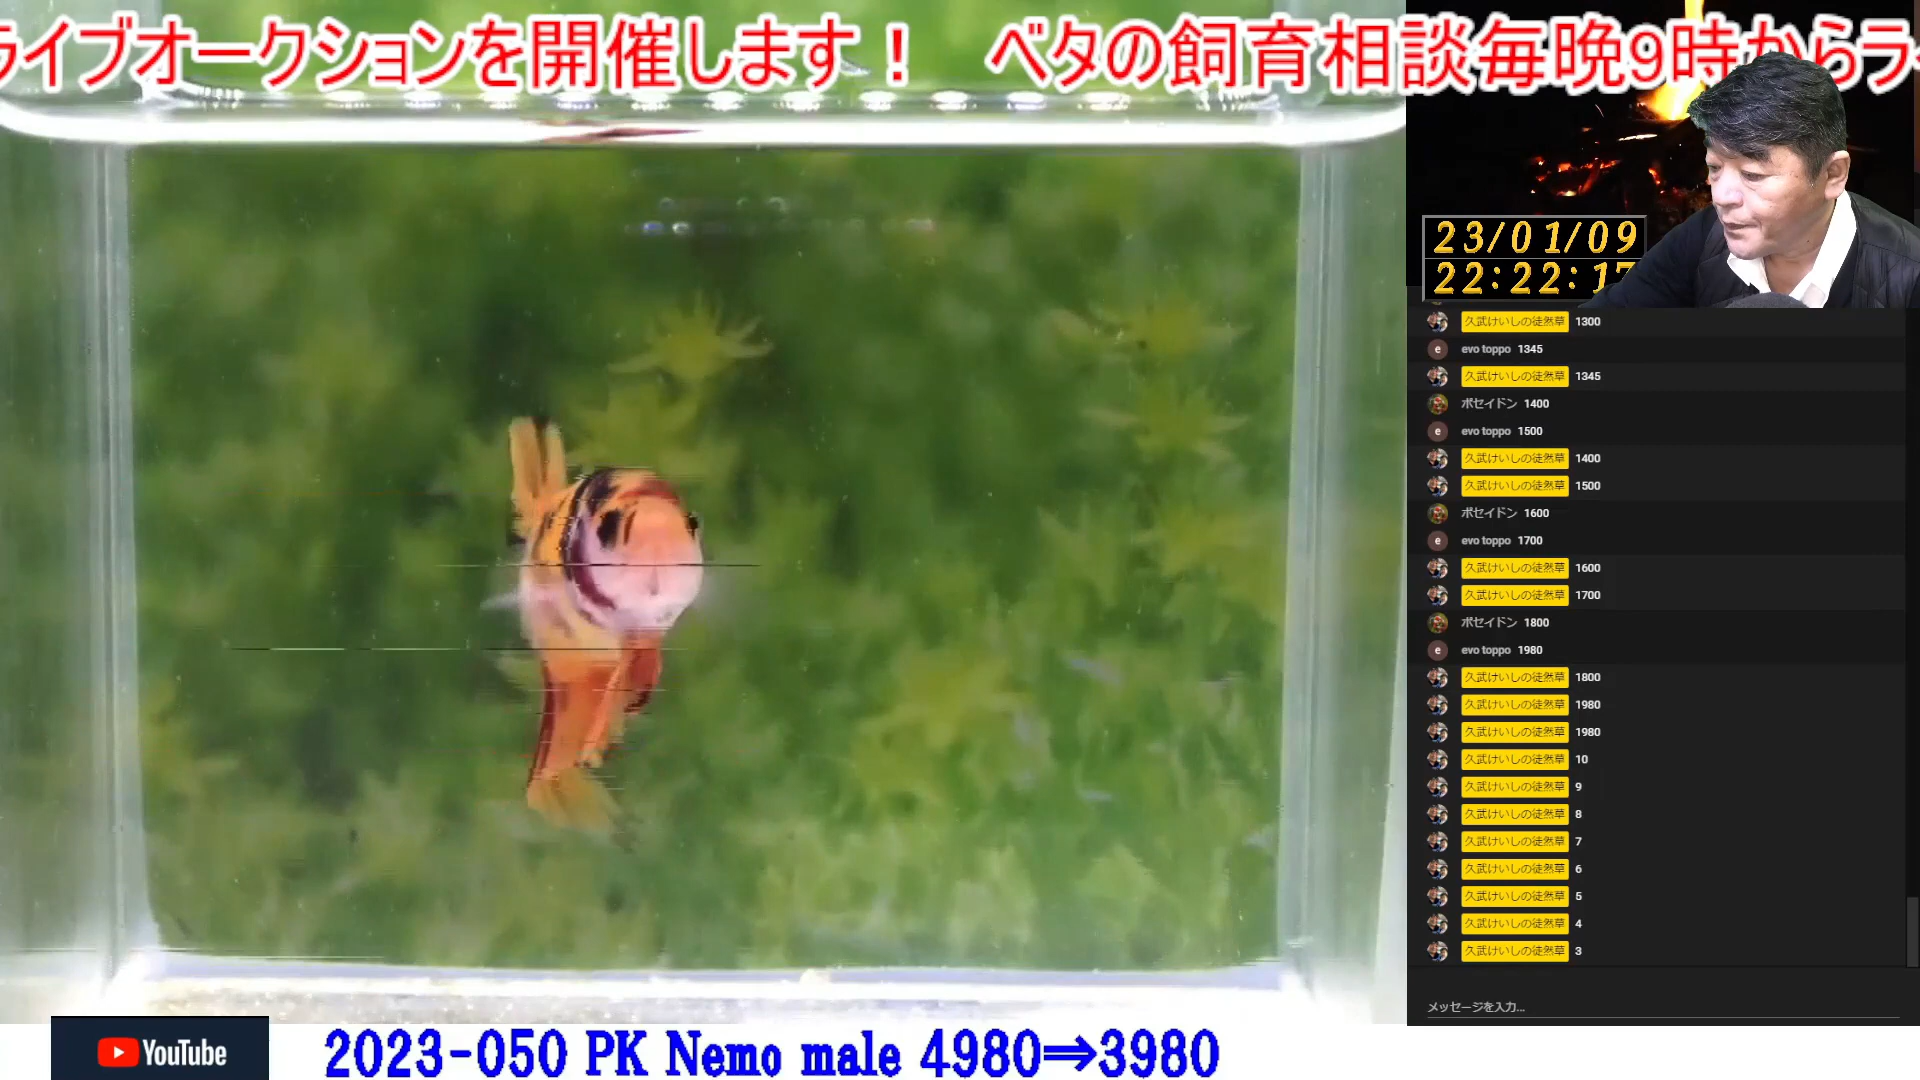 ライブオークションを開催します！　ベタの飼育相談毎晩9時からラ
23/01/09
22:22:17
久武けいしの徒然草 1300
evo toppo 1345
久武けいしの徒然草 1345
ポセイドン 1400
evo toppo 1500
久武けいしの徒然草 1400
久武けいしの徒然草 1500
ポセイドン 1600
evo toppo 1700
久武けいしの徒然草 1600
久武けいしの徒然草 1700
ポセイドン 1800
evo toppo 1980
久武けいしの徒然草 1800
久武けいしの徒然草 1980
久武けいしの徒然草 1980
久武けいしの徒然草 10
久武けいしの徒然草 9
久武けいしの徒然草 8
久武けいしの徒然草 7
久武けいしの徒然草 6
久武けいしの徒然草 5
久武けいしの徒然草 4
久武けいしの徒然草 3
メッセージを入力...
YouTube
2023-050 PK Nemo male 4980⇒3980